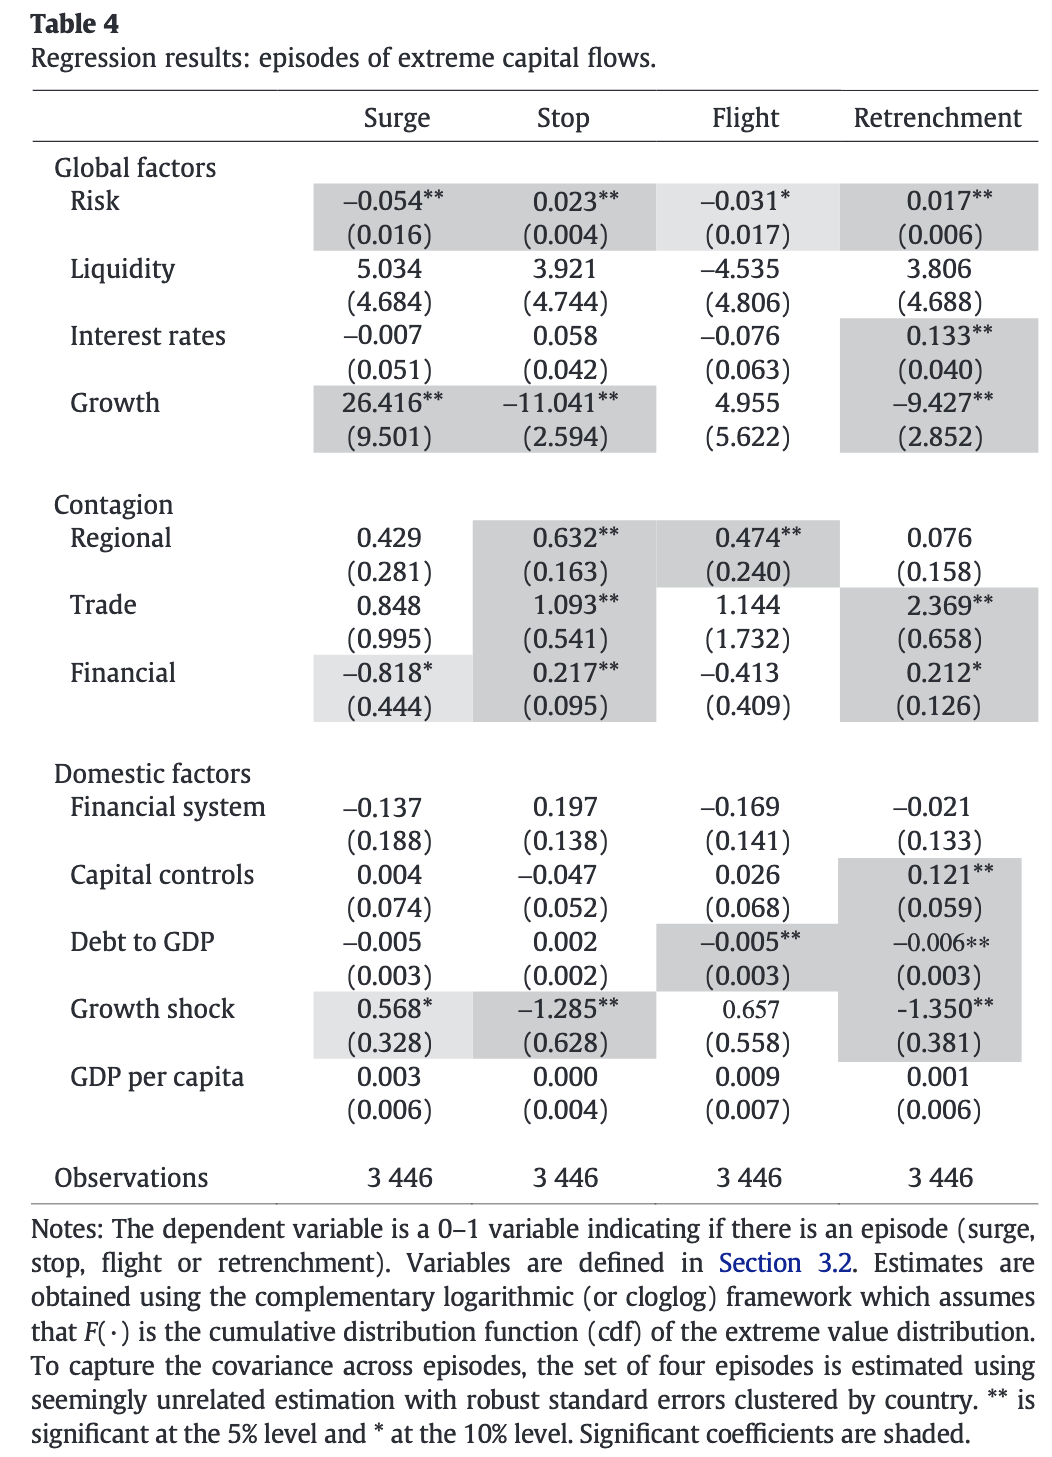 Table 4
Regression results: episodes of extreme capital flows.
Surge Stop Flight Retrenchment
Global factors
Risk –0.054** 0.023** –0.031* 0.017**
(0.016) (0.004) (0.017) (0.006)
Liquidity 5.034 3.921 –4.535 3.806
(4.684) (4.744) (4.806) (4.688)
Interest rates –0.007 0.058 –0.076 0.133**
(0.051) (0.042) (0.063) (0.040)
Growth 26.416** –11.041** 4.955 –9.427**
(9.501) (2.594) (5.622) (2.852)
Contagion
Regional 0.429 0.632** 0.474** 0.076
(0.281) (0.163) (0.240) (0.158)
Trade 0.848 1.093** 1.144 2.369**
(0.995) (0.541) (1.732) (0.658)
Financial –0.818* 0.217** –0.413 0.212*
(0.444) (0.095) (0.409) (0.126)
Domestic factors
Financial system –0.137 0.197 –0.169 –0.021
(0.188) (0.138) (0.141) (0.133)
Capital controls 0.004 –0.047 0.026 0.121**
(0.074) (0.052) (0.068) (0.059)
Debt to GDP –0.005 0.002 –0.005** –0.006**
(0.003) (0.002) (0.003) (0.003)
Growth shock 0.568* –1.285** 0.657 -1.350**
(0.328) (0.628) (0.558) (0.381)
GDP per capita 0.003 0.000 0.009 0.001
(0.006) (0.004) (0.007) (0.006)
Observations 3 446 3 446 3 446 3 446
Notes: The dependent variable is a 0–1 variable indicating if there is an episode (surge,
stop, flight or retrenchment). Variables are defined in Section 3.2. Estimates are
obtained using the complementary logarithmic (or cloglog) framework which assumes
that F(·) is the cumulative distribution function (cdf) of the extreme value distribution.
To capture the covariance across episodes, the set of four episodes is estimated using
seemingly unrelated estimation with robust standard errors clustered by country. ** is
significant at the 5% level and * at the 10% level. Significant coefficients are shaded.